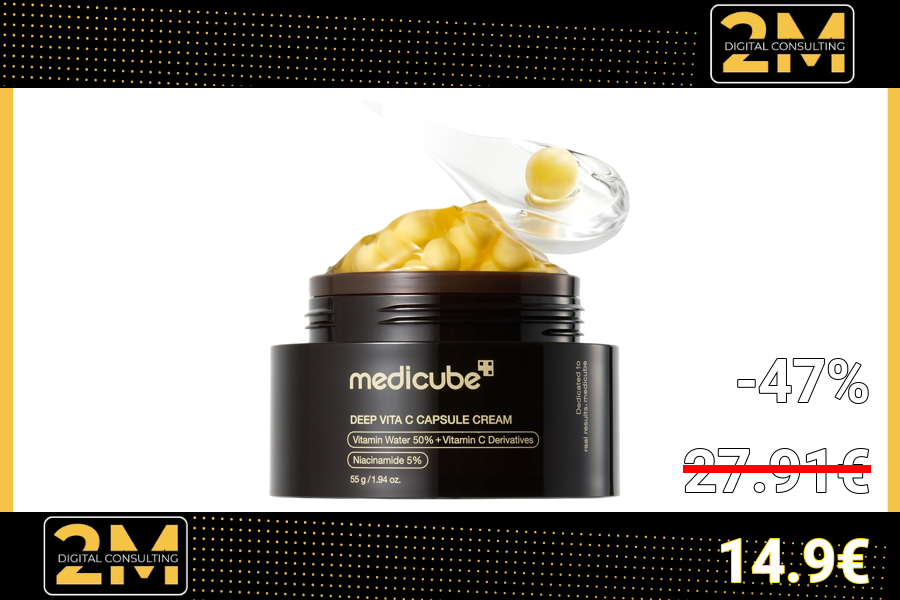 2M
DIGITAL CONSULTING
medicube
DEEP VITA C CAPSULE CREAM
Vitamin Water 50% + Vitamin C Derivatives
Niacinamide 5%
55 g / 1.94 oz.
Dedicated to
real results. medicube
-47%
27.91€
2M
DIGITAL CONSULTING
14.9€